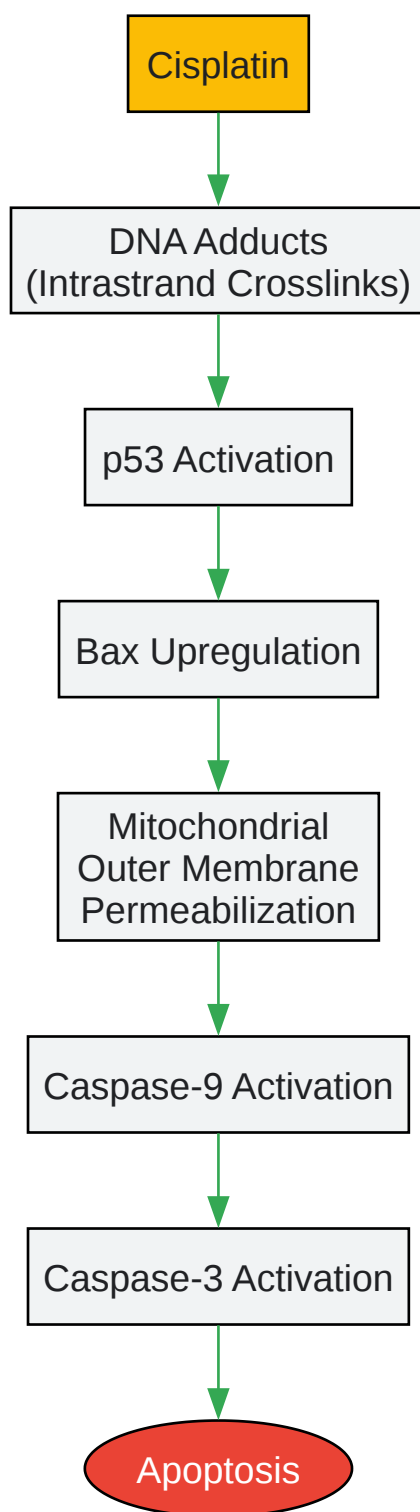 Cisplatin
DNA Adducts
(Intrastrand Crosslinks)
p53 Activation
Bax Upregulation
Mitochondrial
Outer Membrane
Permeabilization
Caspase-9 Activation
Caspase-3 Activation
Apoptosis